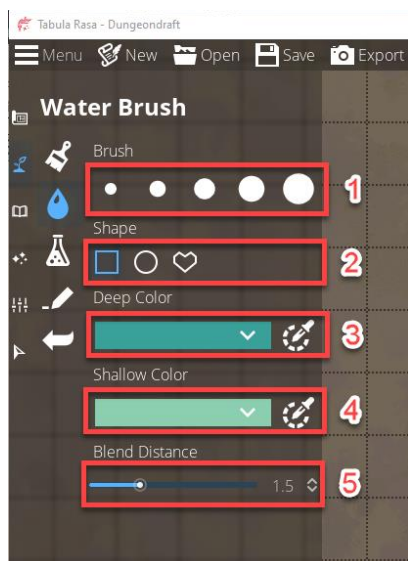 Tabula Rasa - Dungeondraft
Menu New Open Save Export
Water Brush
Brush
1
Shape
2
Deep Color
3
Shallow Color
4
Blend Distance
1.5
5